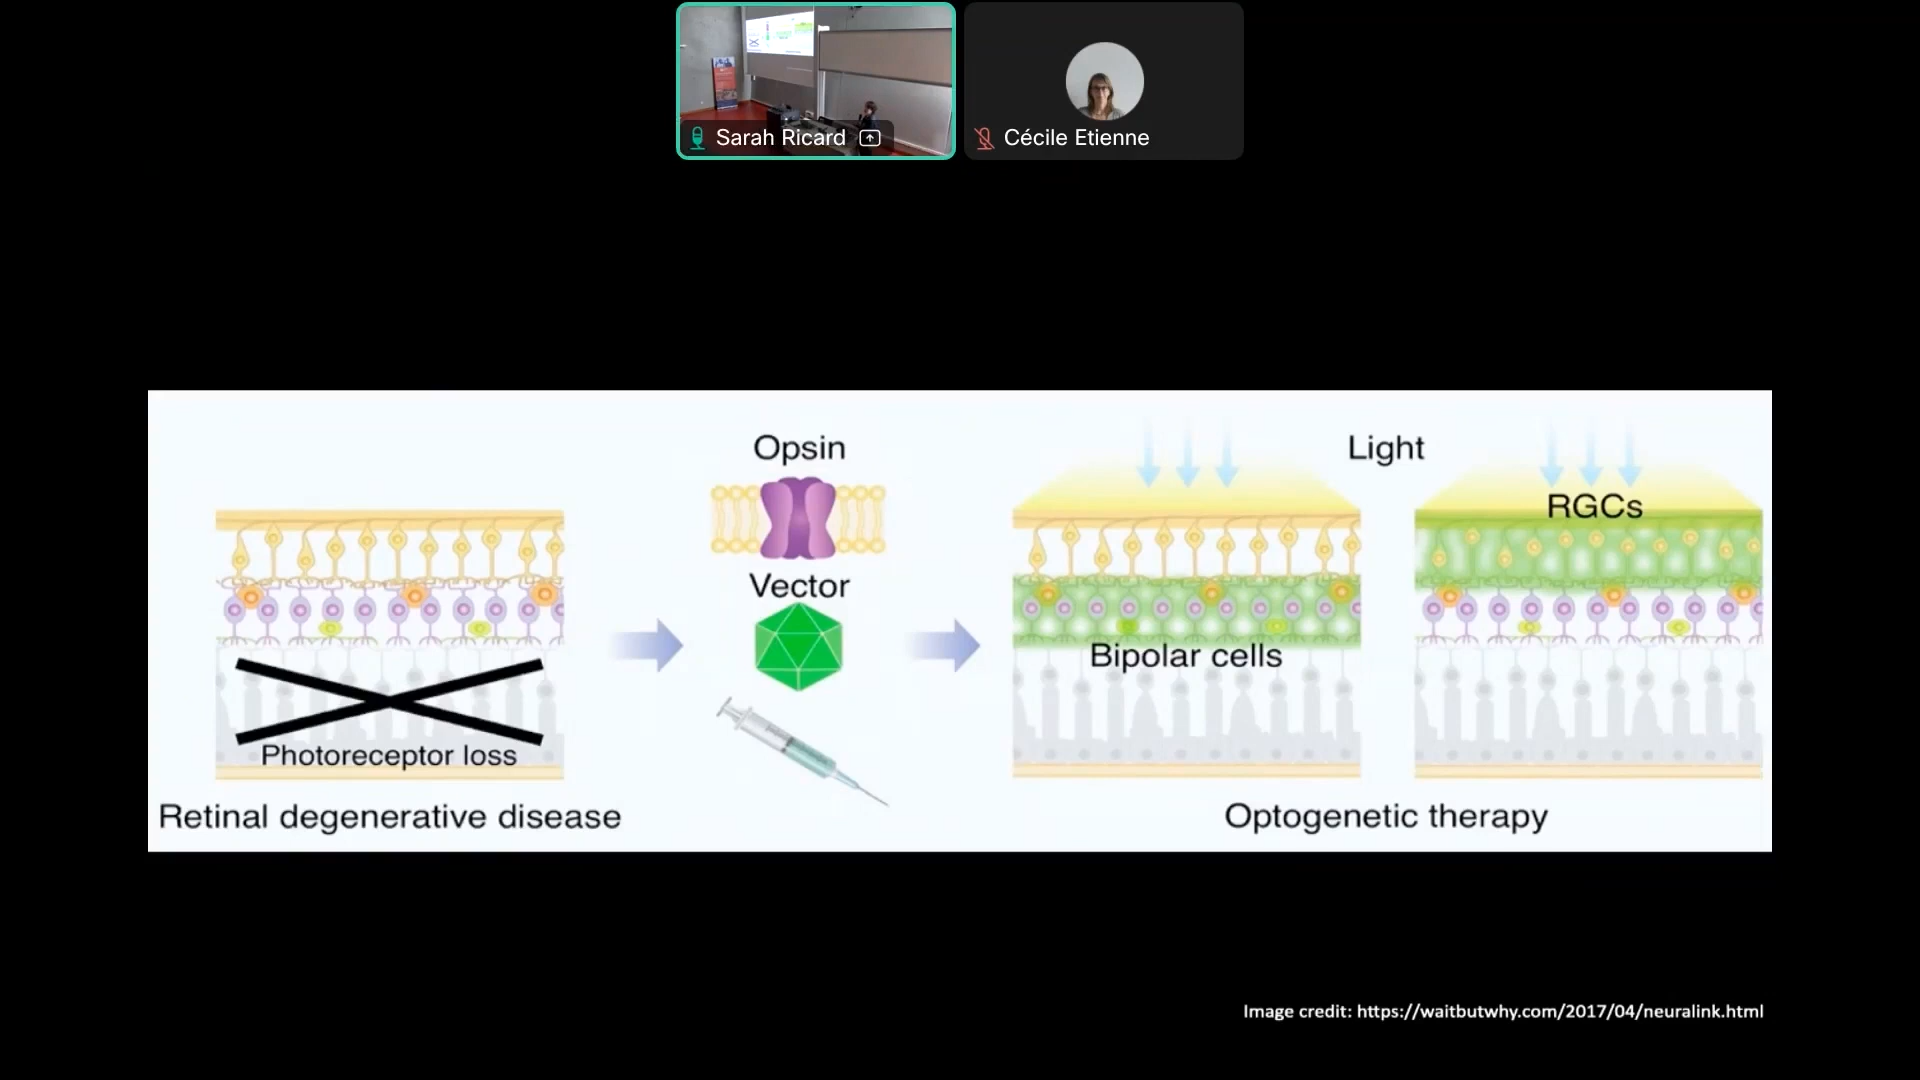 Sarah Ricard
Cécile Etienne
Opsin
Light
RGCs
Vector
Bipolar cells
Photoreceptor loss
Retinal degenerative disease
Optogenetic therapy
Image credit: https://waitbutwhy.com/2017/04/neuralink.html